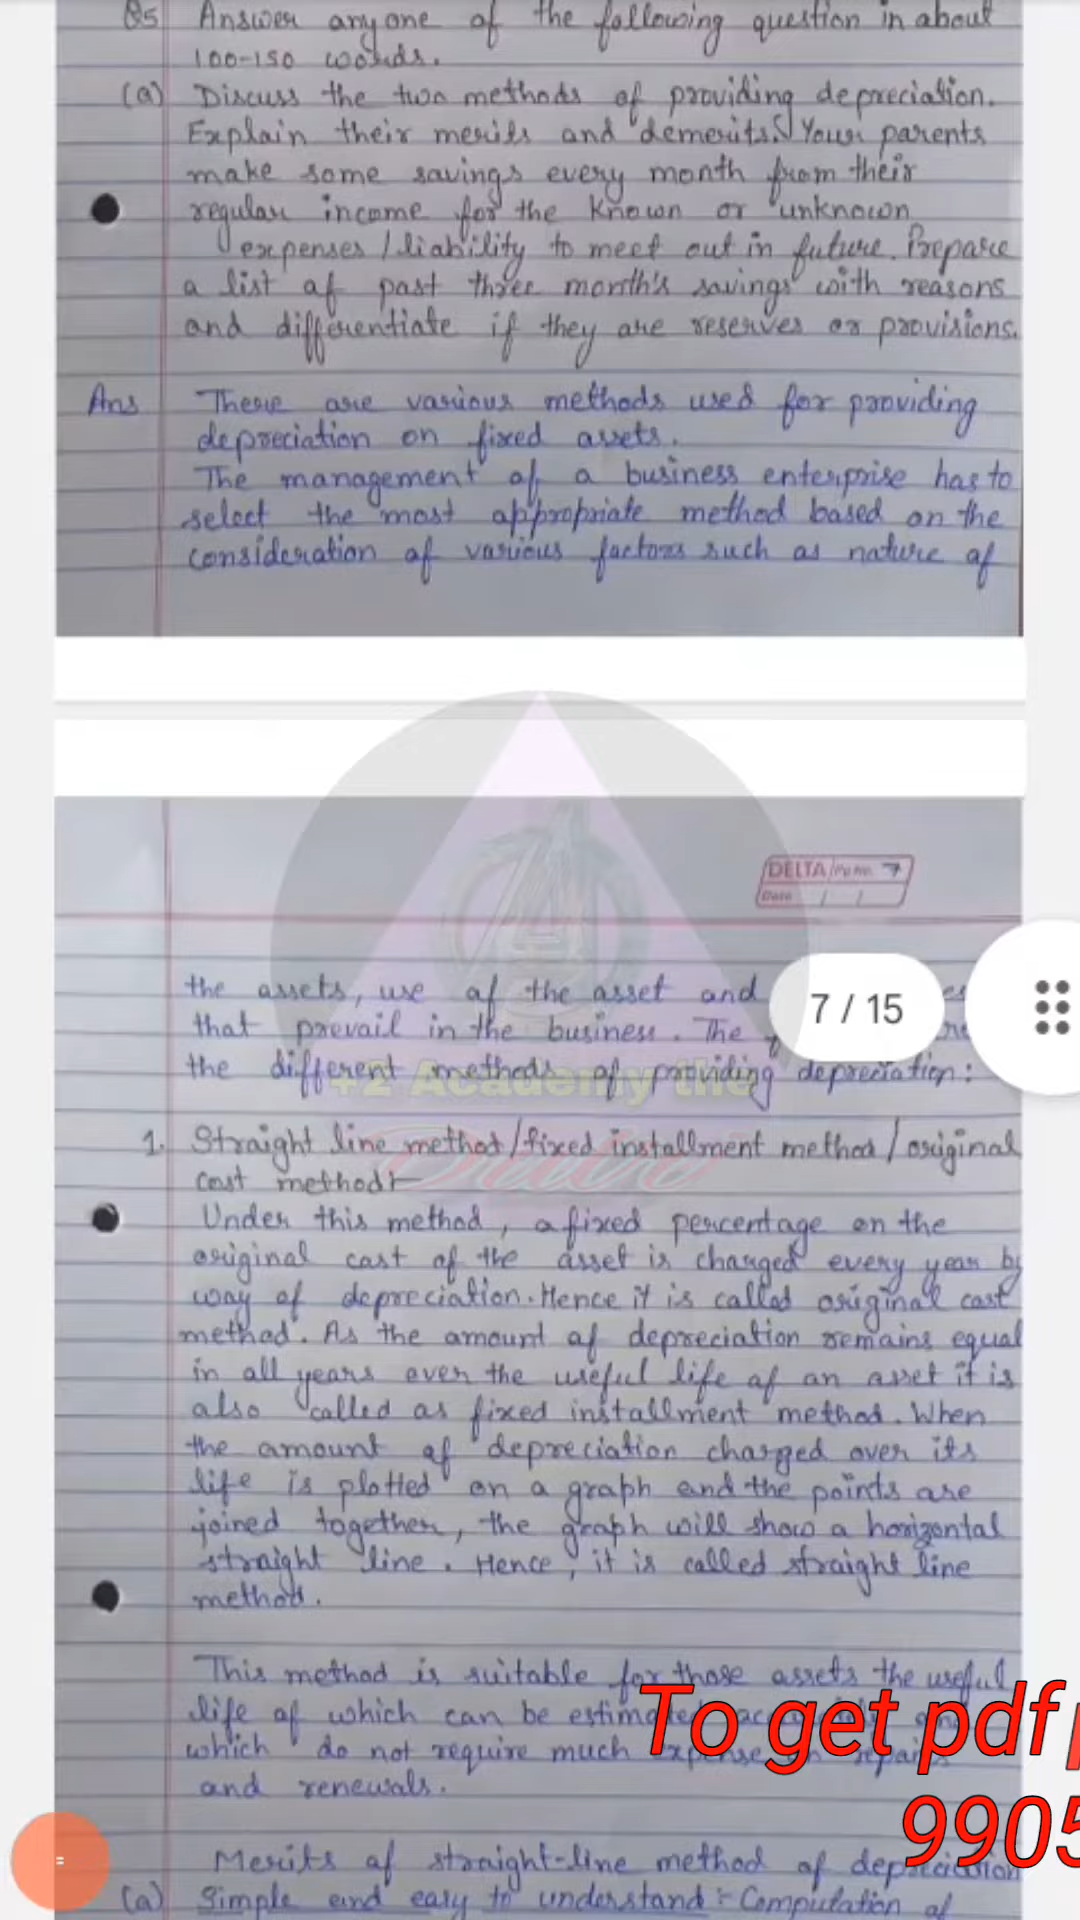 Q5 Answer any one of the following question in about
100-150 words.
(a) Discuss the two methods of providing depreciation.
Explain their merits and demerits. Your parents
make some savings every month from their
regular income for the known or unknown
expenses / liability to meet out in future. Prepare
a list of past three month's savings with reasons
and differentiate if they are reserves or provisions.
Ans There are various methods used for providing
depreciation on fixed assets.
The management of a business enterprise has to
select the most appropriate method based on the
consideration of various factors such as nature of
DELTA Pg No. 7
Date / /
the assets, use of the asset and
that prevail in the business. The
7 / 15
the different methods of providing depreciation:
+2 Academy the
1. Straight line method / fixed installment method / original
cost method:-
Under this method, a fixed percentage on the
original cost of the asset is charged every year by
way of depreciation. Hence it is called original cost
method. As the amount of depreciation remains equal
in all years over the useful life of an asset it is
also called as fixed installment method. When
the amount of depreciation charged over its
life is plotted on a graph and the points are
joined together, the graph will show a horizontal
straight line. Hence, it is called straight line
method.
This method is suitable for those assets the useful
life of which can be estimated
which do not require much expense on repairs
and renewals.
To get pdf
9905
Merits of straight-line method of depreciation
(a) Simple and easy to understand :- Computation of